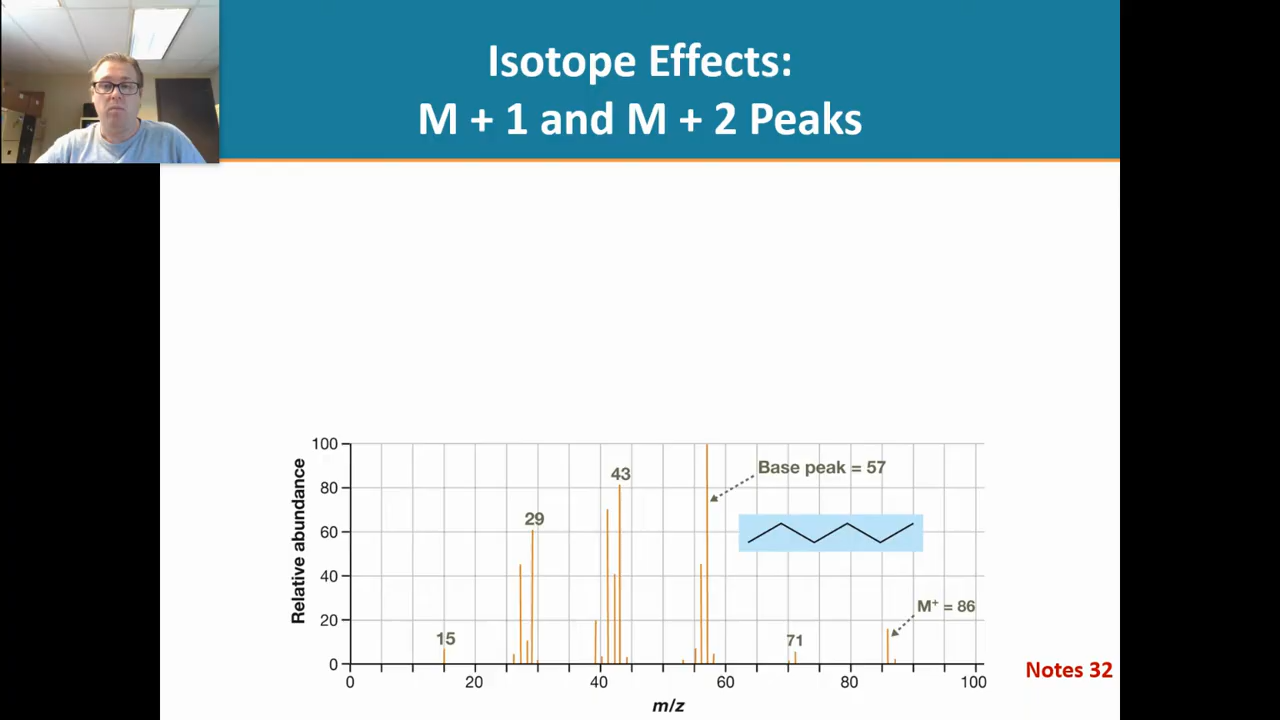 Isotope Effects:
M + 1 and M + 2 Peaks
Relative abundance
100
80
60
40
20
0
15
29
43
Base peak = 57
71
M⁺ = 86
0
20
40
60
80
100
m/z
Notes 32